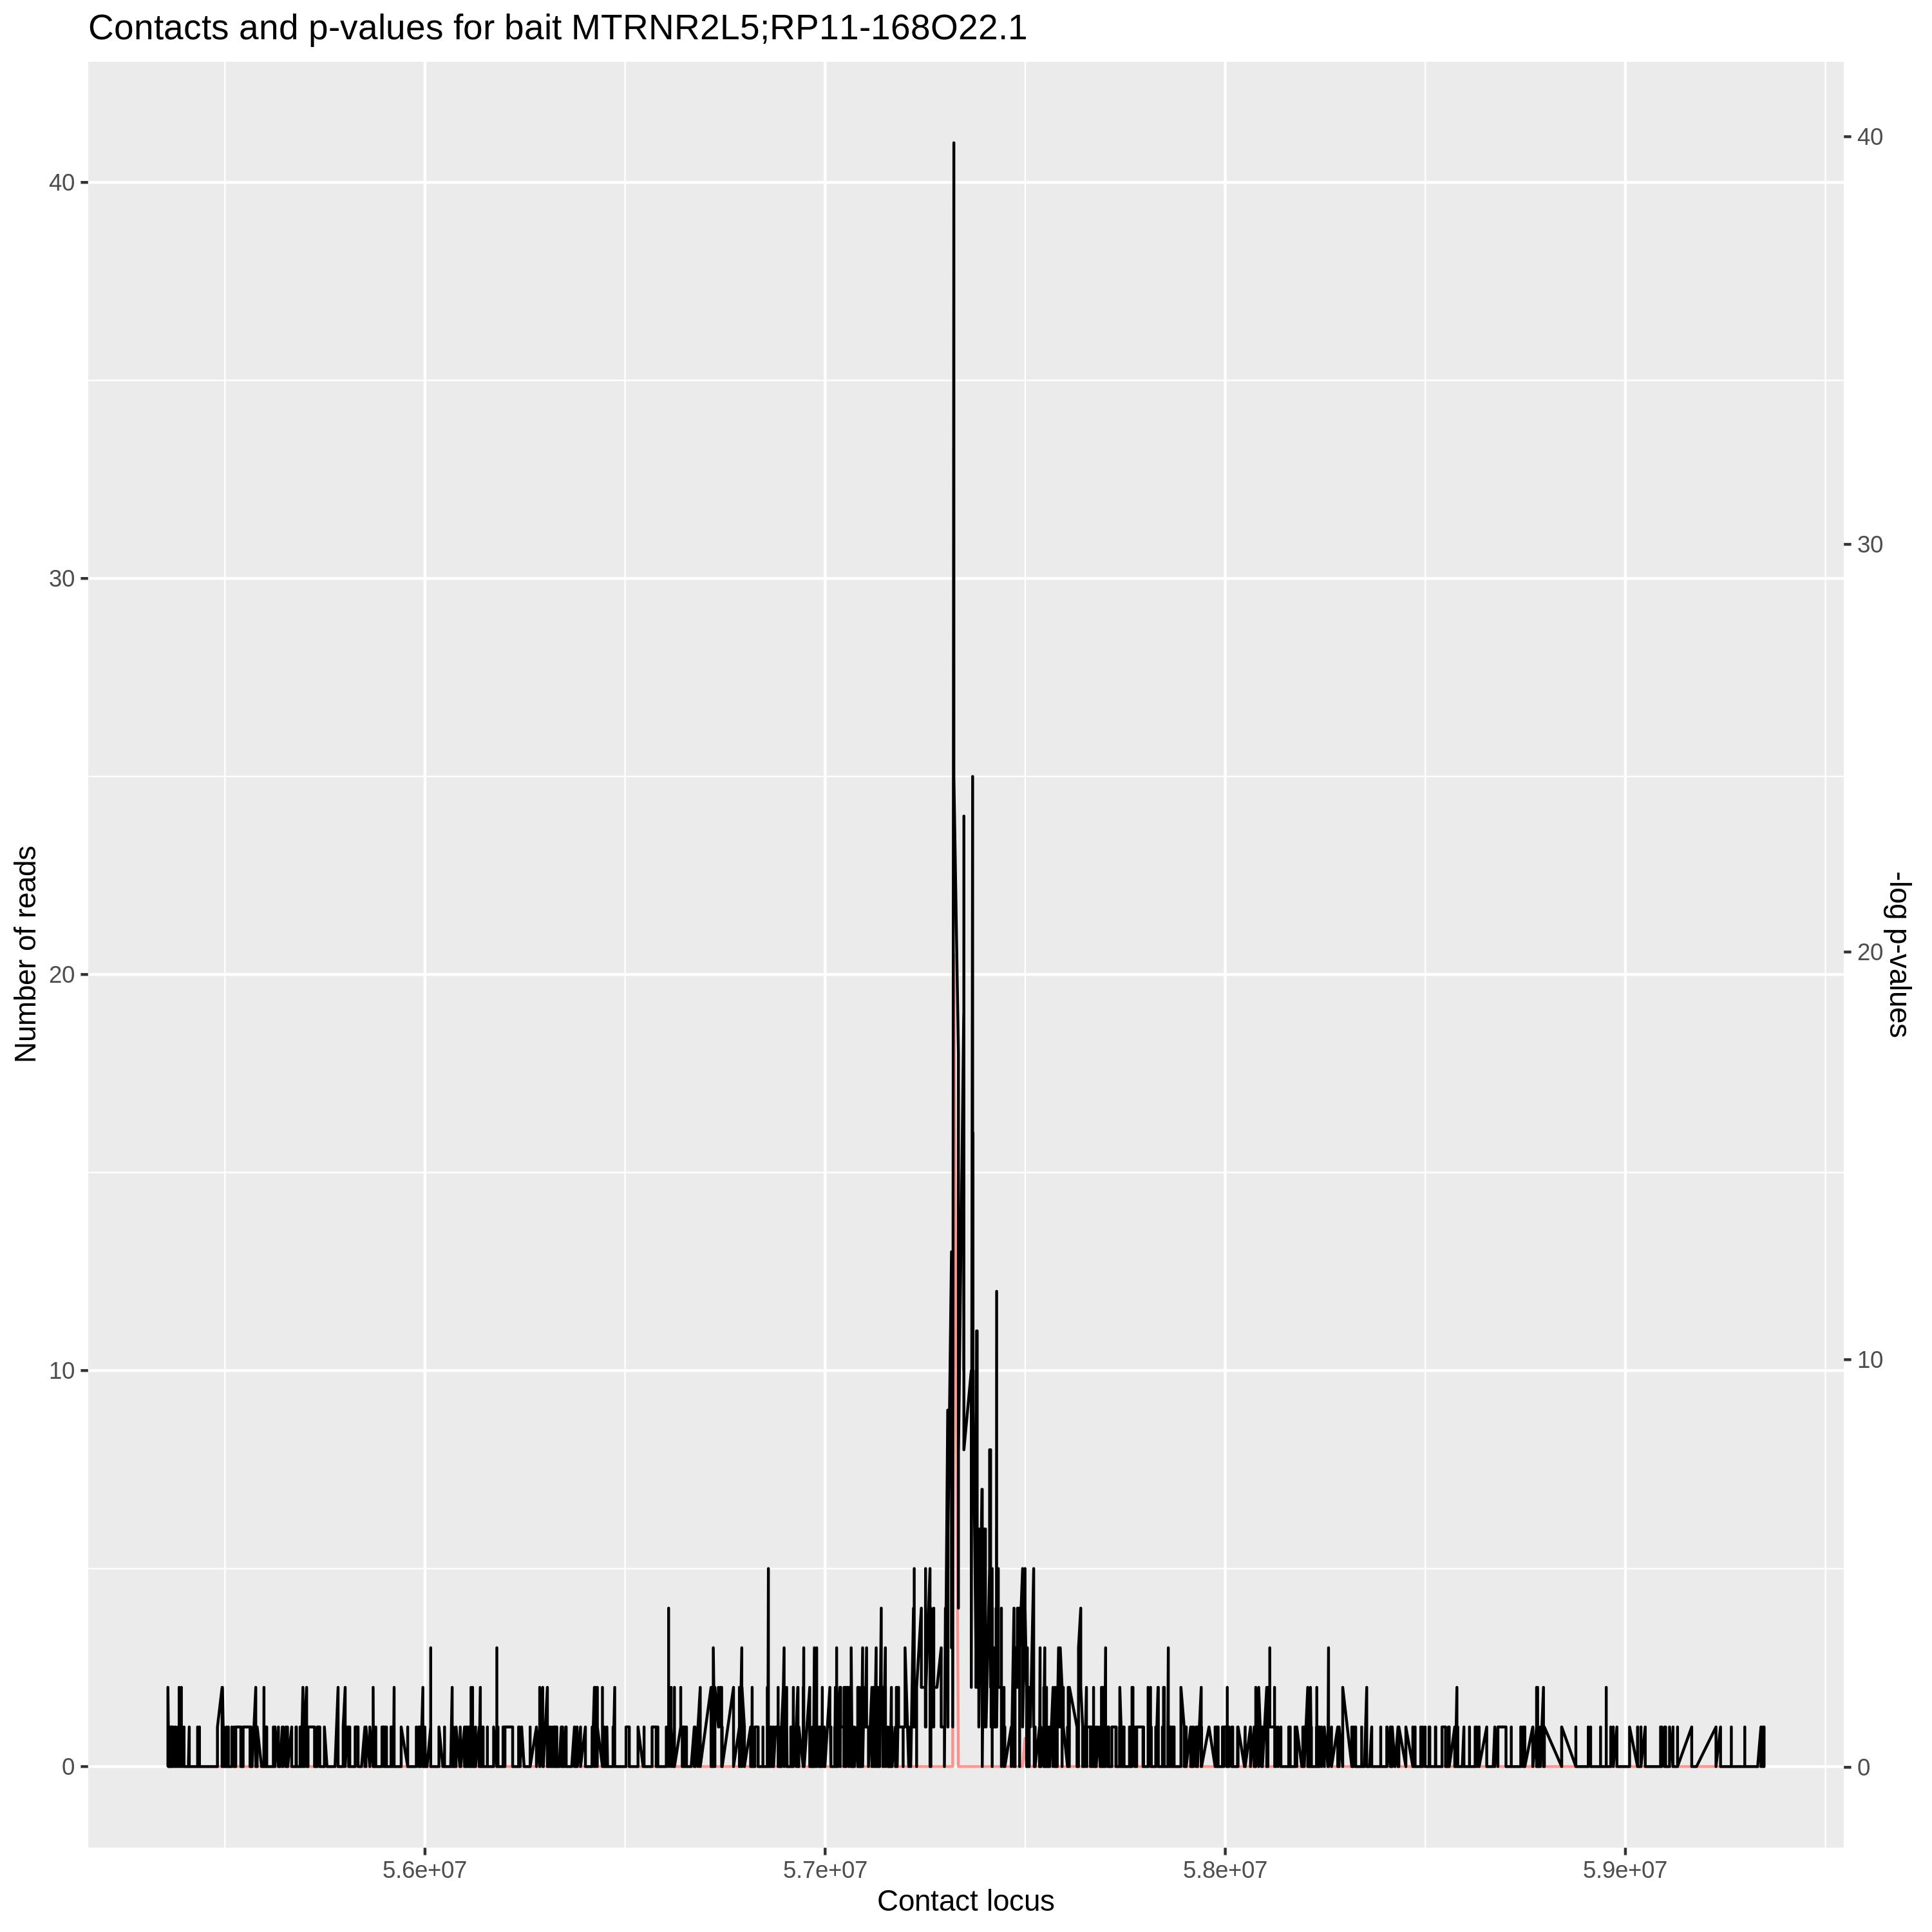 Contacts and p-values for bait MTRNR2L5;RP11-168O22.1
40
30
20
10
0
Number of reads
40
30
20
10
0
-log p-values
5.6e+07
5.7e+07
5.8e+07
5.9e+07
Contact locus